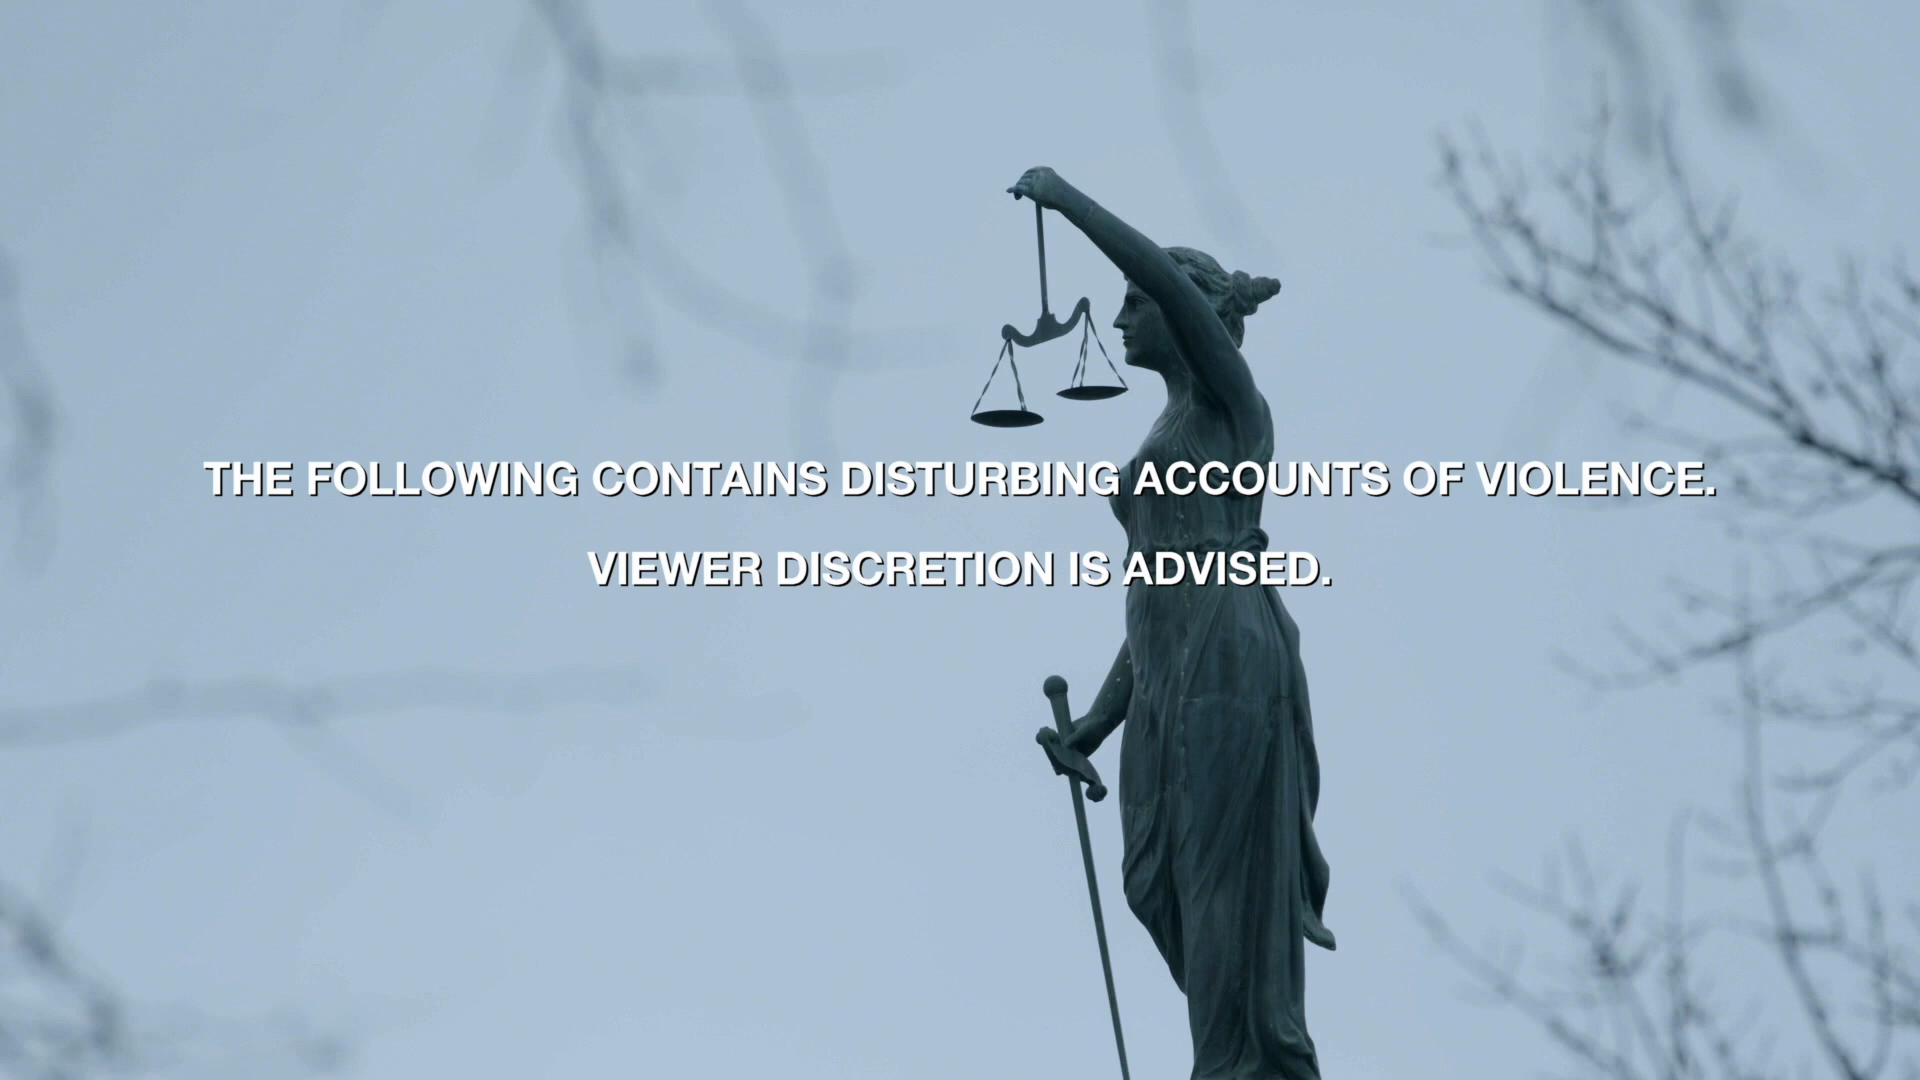 THE FOLLOWING CONTAINS DISTURBING ACCOUNTS OF VIOLENCE.
VIEWER DISCRETION IS ADVISED.